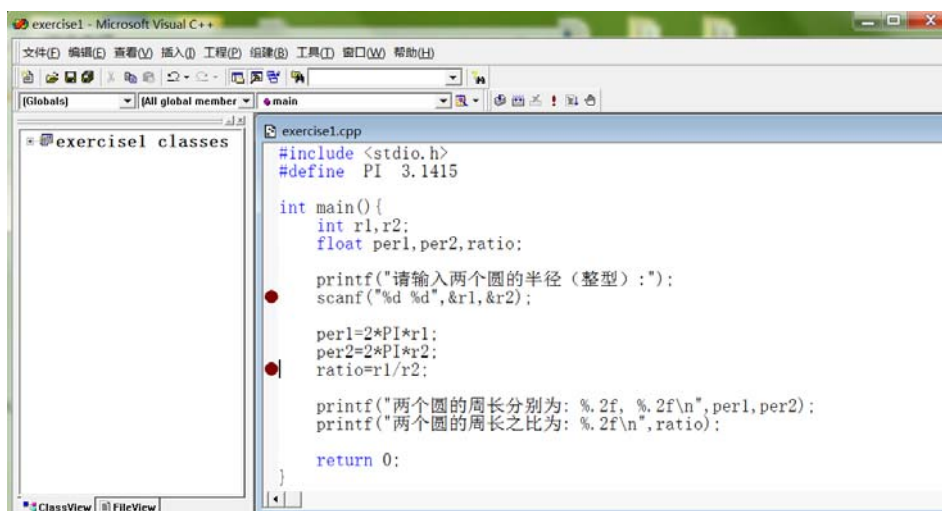 exercise1 - Microsoft Visual C++
文件(F) 编辑(E) 查看(V) 插入(I) 工程(P) 组建(B) 工具(T) 窗口(W) 帮助(H)
(Globals) (All global member main
exercise1 classes
exercise1.cpp
#include <stdio.h>
#define PI 3.1415
int main(){
int r1,r2;
float per1,per2,ratio;
printf("请输入两个圆的半径（整型）:");
scanf("%d %d",&r1,&r2);
per1=2*PI*r1;
per2=2*PI*r2;
ratio=r1/r2;
printf("两个圆的周长分别为: %.2f, %.2f\n",per1,per2);
printf("两个圆的周长之比为: %.2f\n",ratio);
return 0;
}
ClassView FileView